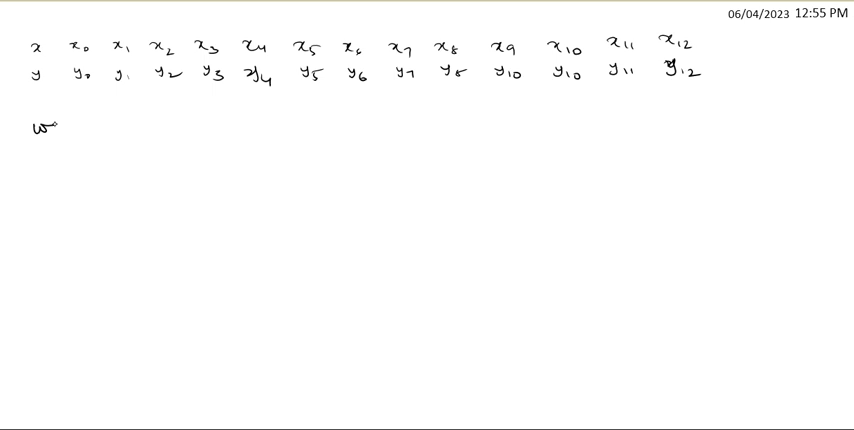 06/04/2023 12:55 PM
x x₀ x₁ x₂ x₃ x₄ x₅ x₆ x₇ x₈ x₉ x₁₀ x₁₁ x₁₂
y y₀ y₁ y₂ y₃ y₄ y₅ y₆ y₇ y₈ y₁₀ y₁₀ y₁₁ y₁₂